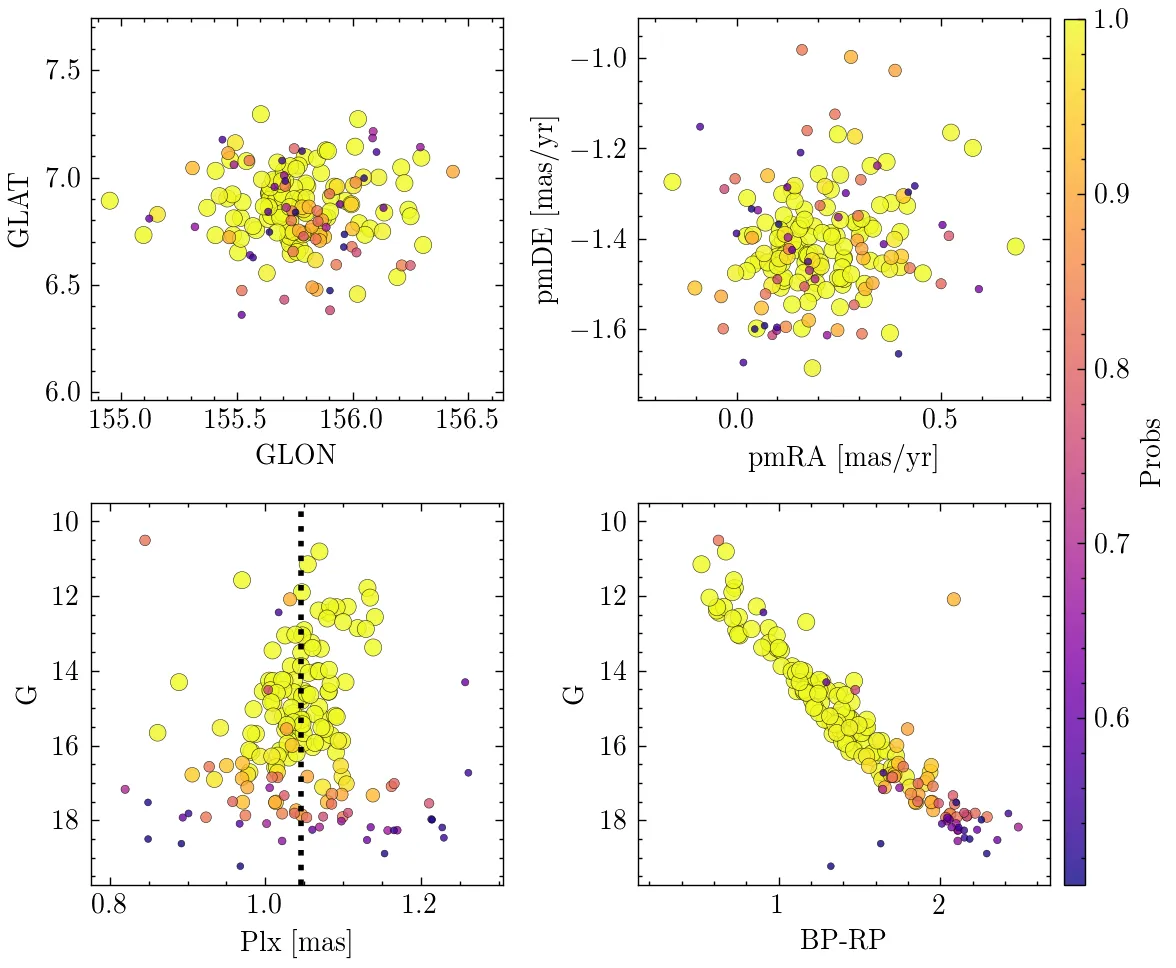 7.5
7.0
6.5
6.0
GLAT
155.0 155.5 156.0 156.5
GLON
−1.0
−1.2
−1.4
−1.6
pmDE [mas/yr]
0.0 0.5
pmRA [mas/yr]
10
12
14
16
18
G
0.8 1.0 1.2
Plx [mas]
10
12
14
16
18
G
1 2
BP-RP
1.0
0.9
0.8
0.7
0.6
Probs